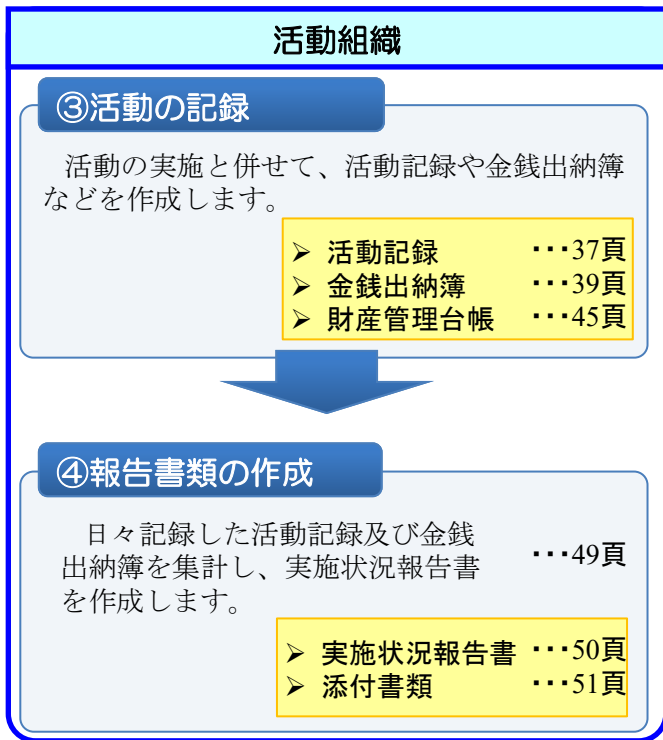 活動組織
③活動の記録
活動の実施と併せて、活動記録や金銭出納簿
などを作成します。
➢ 活動記録 ･･･37頁
➢ 金銭出納簿 ･･･39頁
➢ 財産管理台帳 ･･･45頁
④報告書類の作成
日々記録した活動記録及び金銭
出納簿を集計し、実施状況報告書 ･･･49頁
を作成します。
➢ 実施状況報告書 ･･･50頁
➢ 添付書類 ･･･51頁